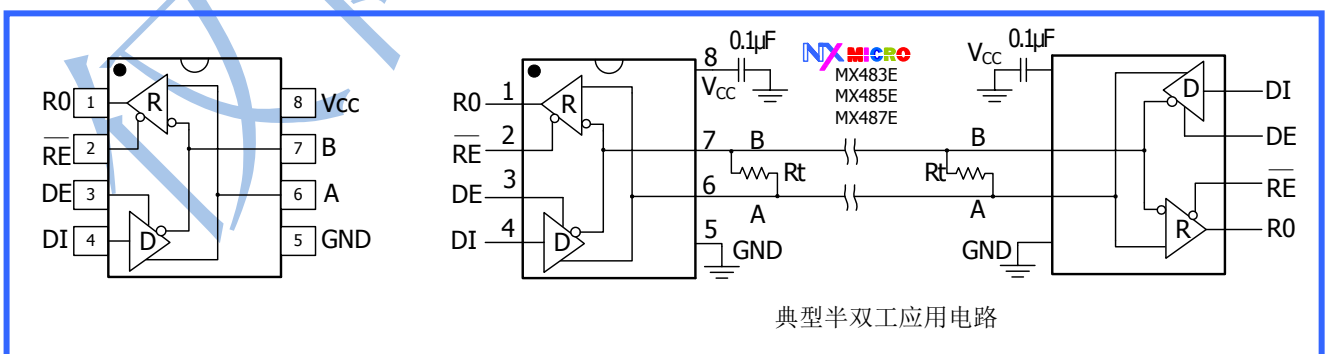 R0 1 R 8 Vcc
RE 2 7 B
DE 3 6 A
DI 4 D 5 GND
R0 1 R
RE 2
DE 3
DI 4 D
8 0.1μF
VCC
7 B
Rt
6 A
5 GND
NX MICRO
MX483E
MX485E
MX487E
VCC 0.1μF
B
Rt
A
GND
D DI
DE
RE
R R0
典型半双工应用电路